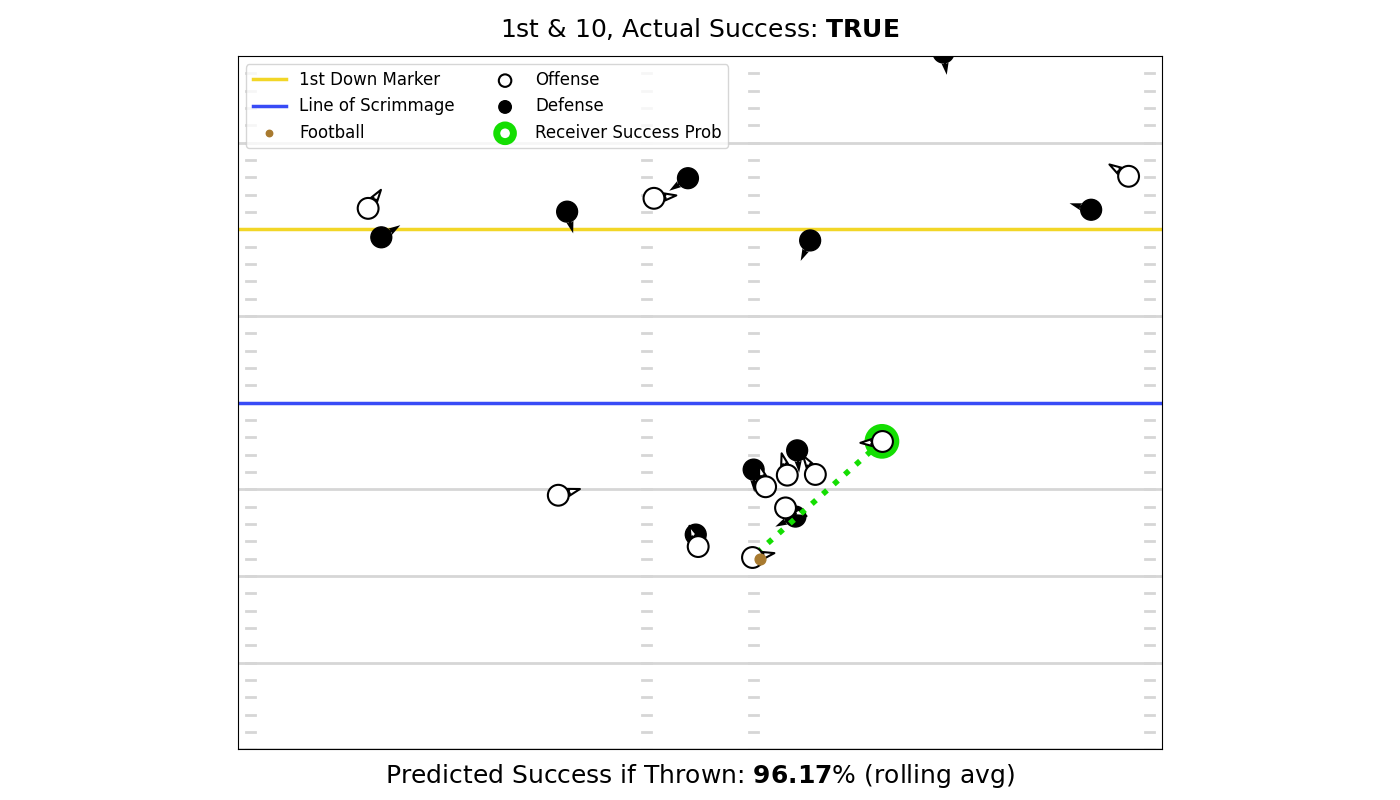 1st & 10, Actual Success: TRUE
1st Down Marker
Line of Scrimmage
Football
Offense
Defense
Receiver Success Prob
Predicted Success if Thrown: 96.17% (rolling avg)